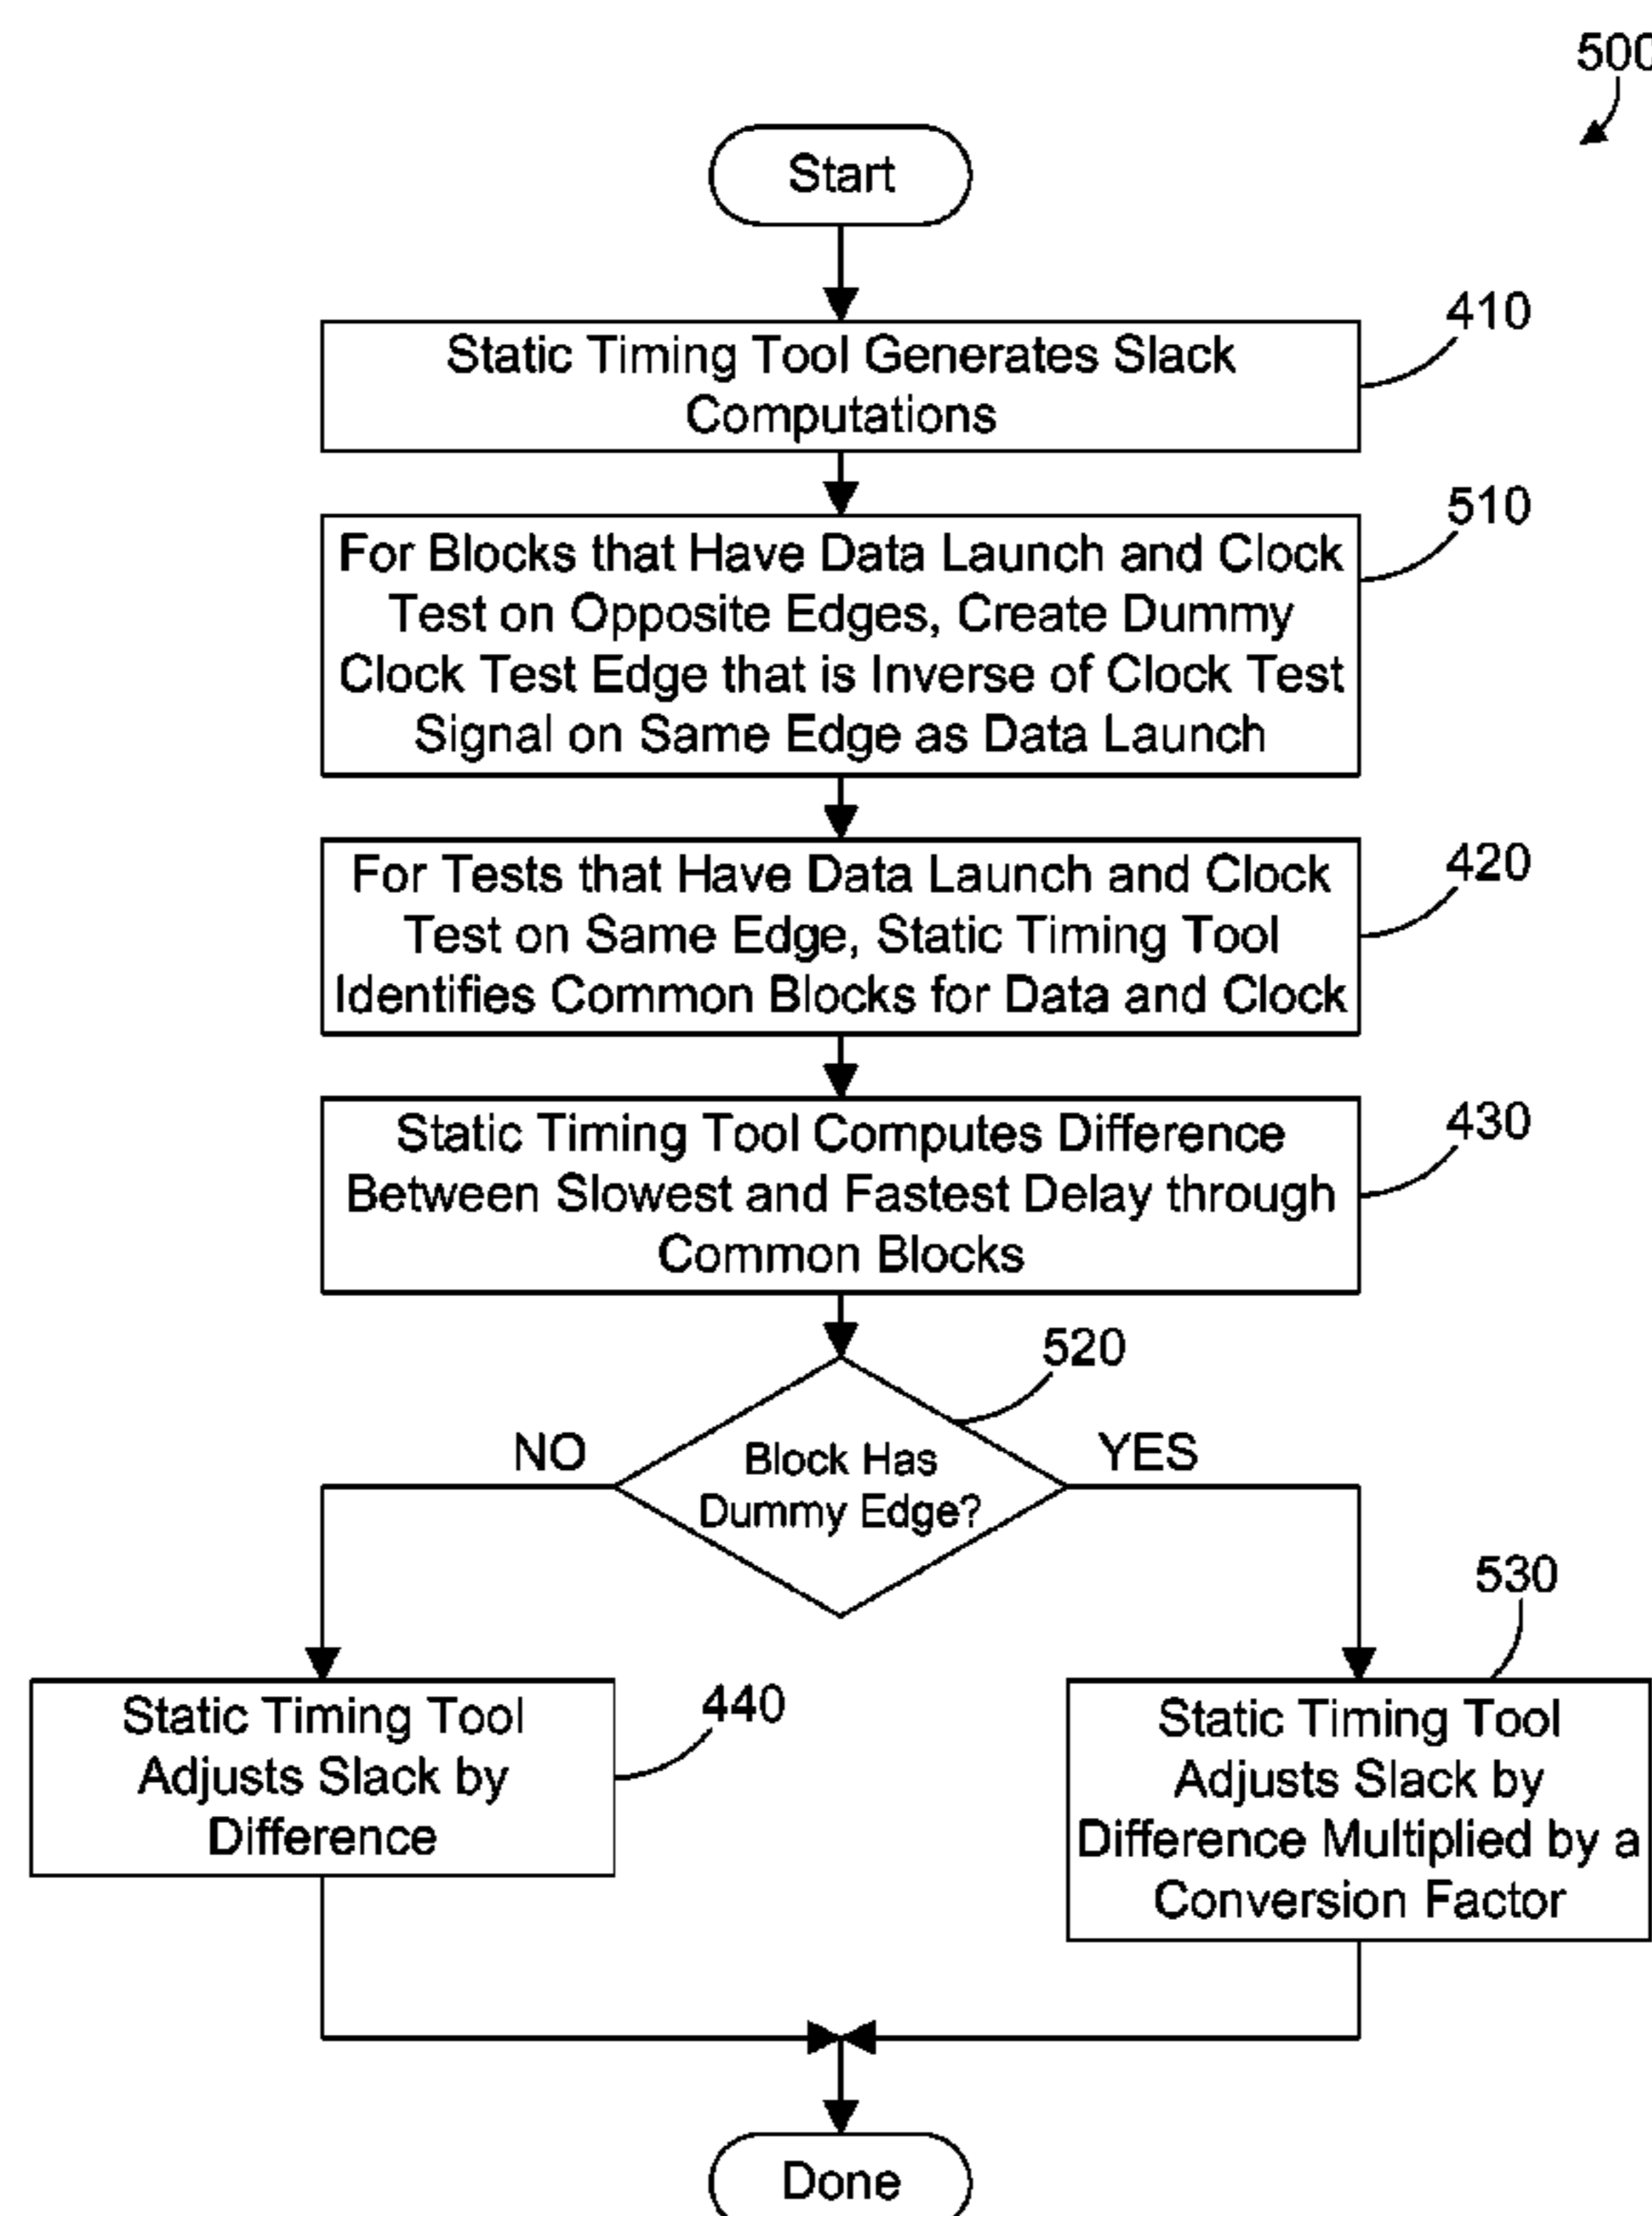 500
Start
Static Timing Tool Generates Slack
Computations
410
For Blocks that Have Data Launch and Clock
Test on Opposite Edges, Create Dummy
Clock Test Edge that is Inverse of Clock Test
Signal on Same Edge as Data Launch
510
For Tests that Have Data Launch and Clock
Test on Same Edge, Static Timing Tool
Identifies Common Blocks for Data and Clock
420
Static Timing Tool Computes Difference
Between Slowest and Fastest Delay through
Common Blocks
430
520
Block Has
Dummy Edge?
NO
YES
Static Timing Tool
Adjusts Slack by
Difference
440
530
Static Timing Tool
Adjusts Slack by
Difference Multiplied by a
Conversion Factor
Done